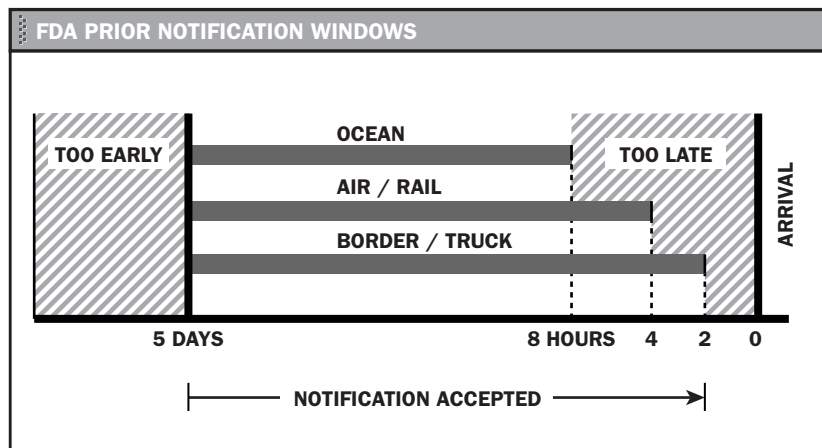 FDA PRIOR NOTIFICATION WINDOWS
OCEAN
TOO EARLY
TOO LATE
AIR / RAIL
BORDER / TRUCK
ARRIVAL
5 DAYS
8 HOURS
4
2
0
NOTIFICATION ACCEPTED